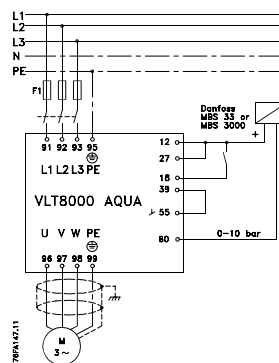 L1
L2
L3
N
PE
F1
Danfoss
MBS 33 or
MBS 3000
+
91 92 93 95
12
27
L1 L2 L3 PE
18
39
VLT8000 AQUA
55
U V W PE
60
0-10 bar
96 97 98 99
M
3~
176FA147.11